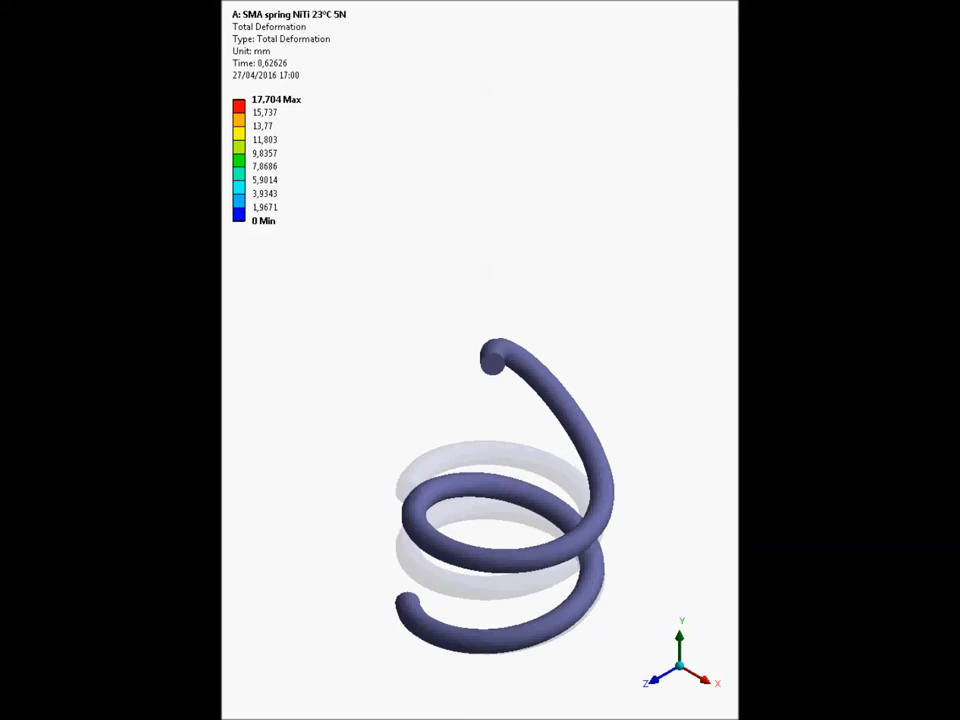 A: SMA spring NiTi 23ºC 5N
Total Deformation
Type: Total Deformation
Unit: mm
Time: 0,62626
27/04/2016 17:00
17,704 Max
15,737
13,77
11,803
9,8357
7,8686
5,9014
3,9343
1,9671
0 Min
Y
Z
X